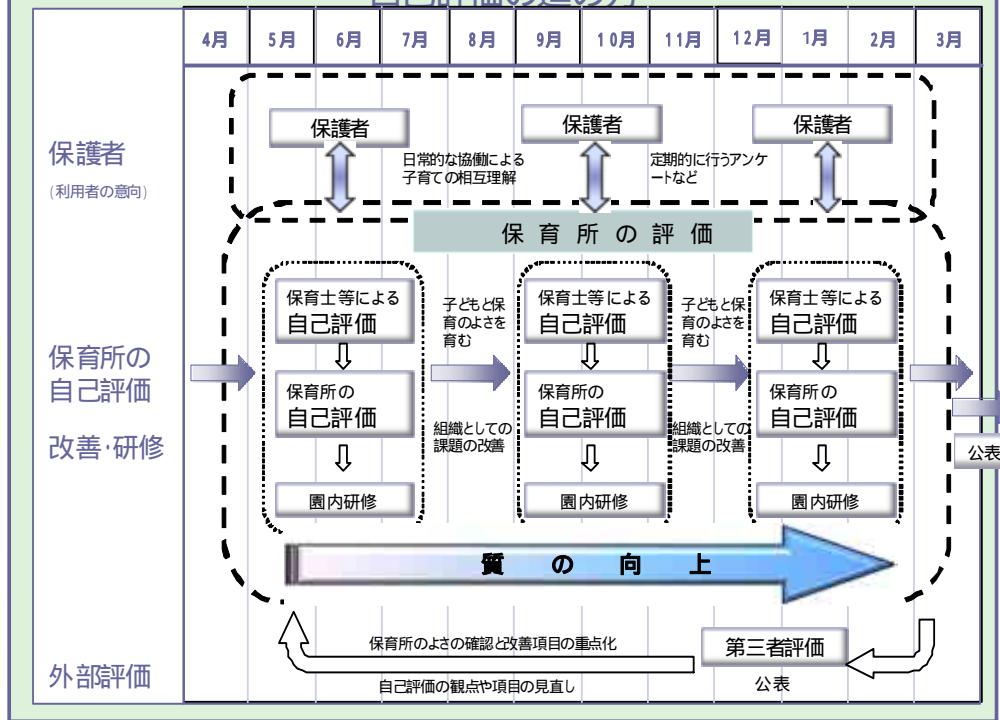 自己評価の進め方
4月 5月 6月 7月 8月 9月 10月 11月 12月 1月 2月 3月
保護者
(利用者の意向)
保護者
保護者
保護者
日常的な協働による
子育ての相互理解
定期的に行うアンケ
ートなど
保育所の評価
保育所の
自己評価
改善・研修
保育士等による
自己評価
保育所の
自己評価
園内研修
子どもと保
育のよさを
育む
組織としての
課題の改善
保育士等による
自己評価
保育所の
自己評価
園内研修
子どもと保
育のよさを
育む
組織としての
課題の改善
保育士等による
自己評価
保育所の
自己評価
園内研修
公表
質の向上
外部評価
保育所のよさの確認と改善項目の重点化
自己評価の観点や項目の見直し
第三者評価
公表